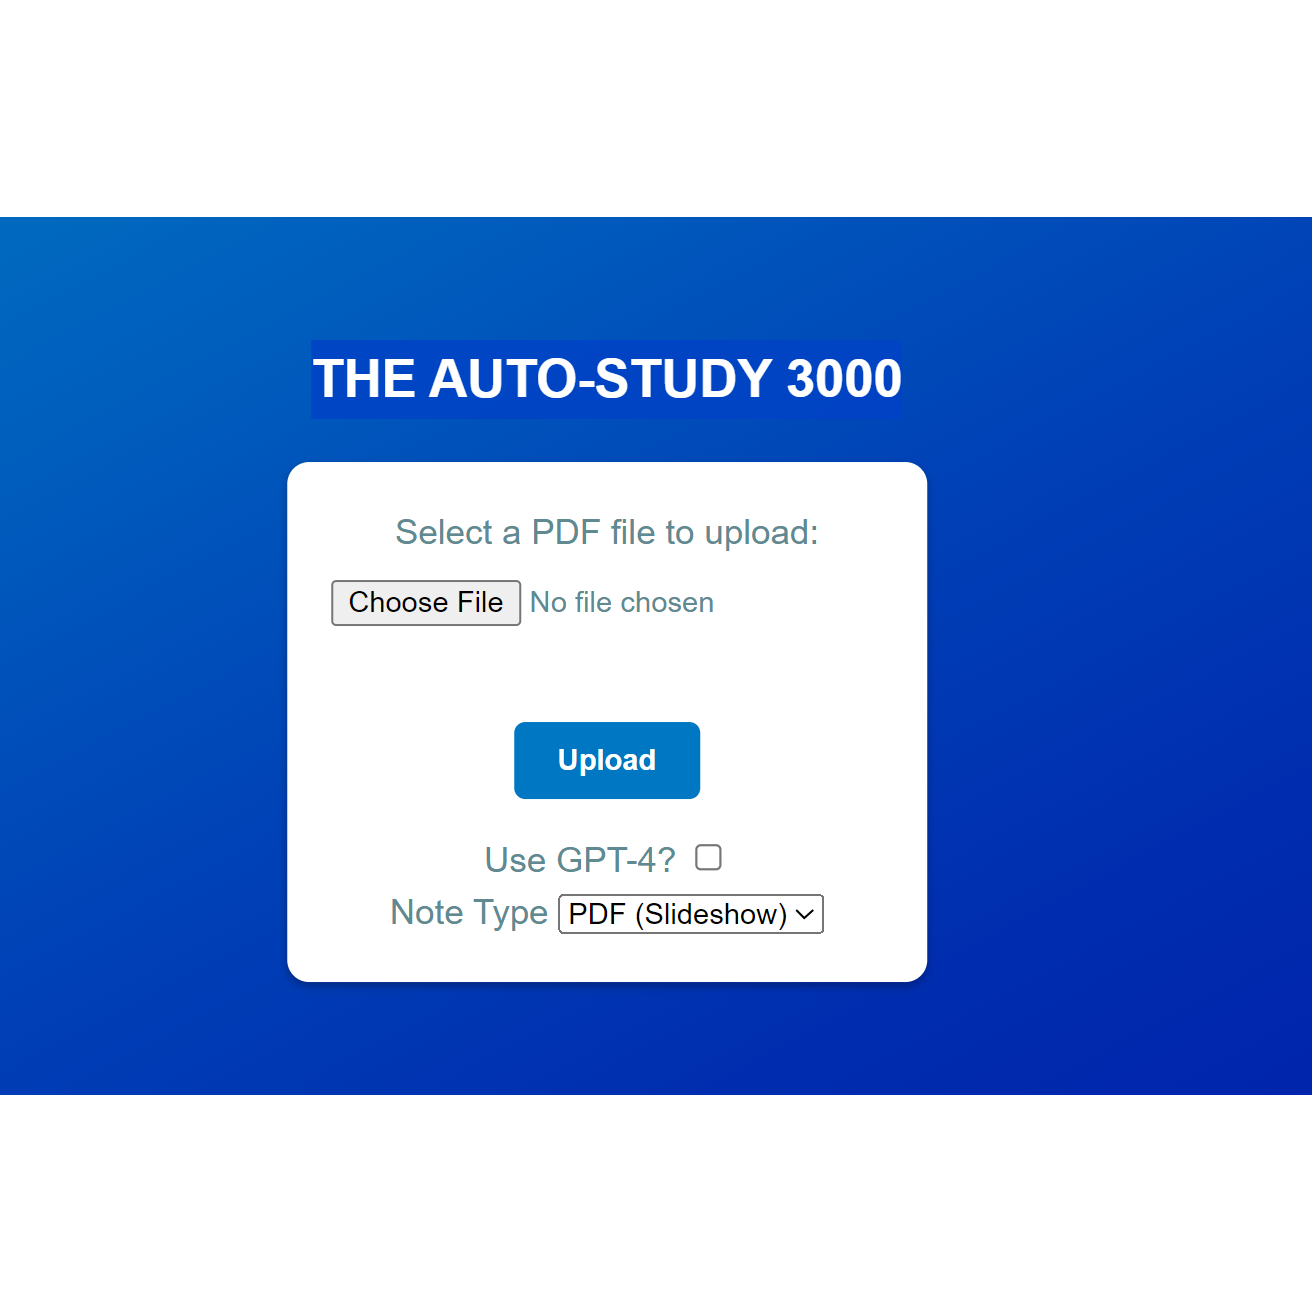 THE AUTO-STUDY 3000
Select a PDF file to upload:
Choose File No file chosen
Upload
Use GPT-4?
Note Type PDF (Slideshow)